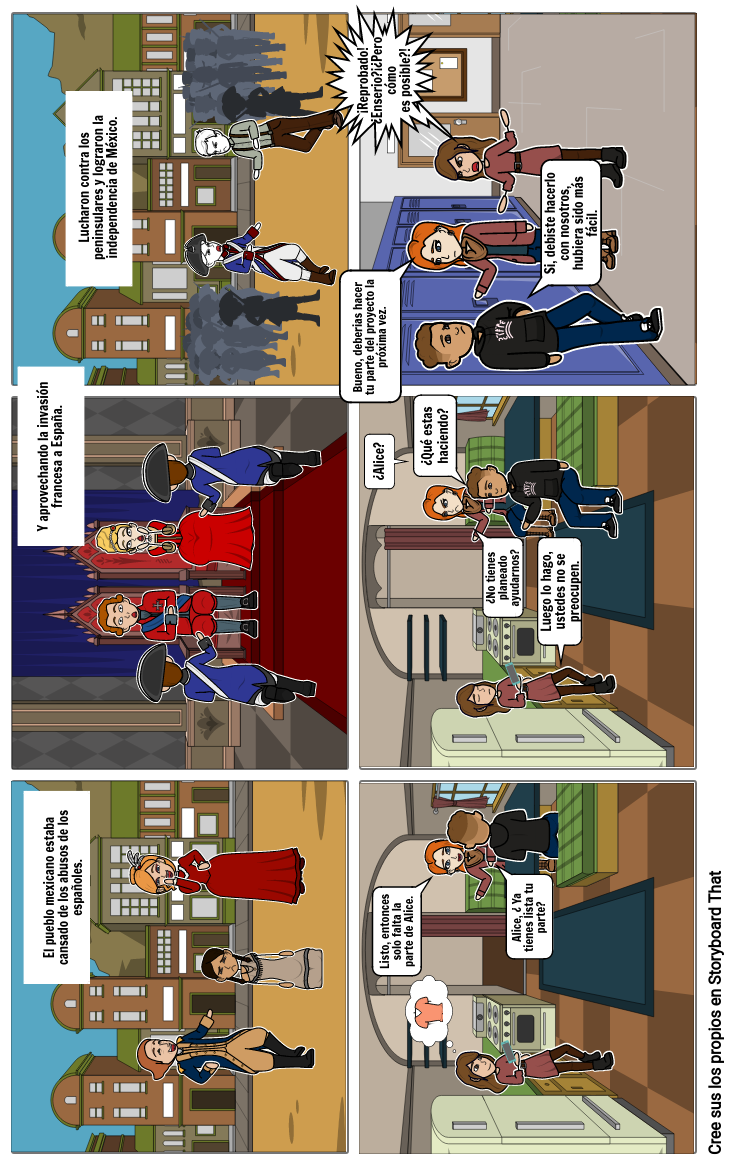 El pueblo mexicano estaba
cansado de los abusos de los
españoles.
Y aprovechando la invasión
francesa a España.
Lucharon contra los
peninsulares y lograron la
independencia de México.
Listo, entonces
solo falta la
parte de Alice.
Alice, ¿ Ya
tienes lista tu
parte?
¿Alice?
¿Qué estas
haciendo?
¿No tienes
planeado
ayudarnos?
Luego lo hago,
ustedes no se
preocupen.
¡Reprobado!
¿Enserio?¡¿Pero
cómo
es posible?!
Bueno, deberías hacer
tu parte del proyecto la
próxima vez.
Si, debiste hacerlo
con nosotros,
hubiera sido más
fácil.
Cree sus los propios en Storyboard That